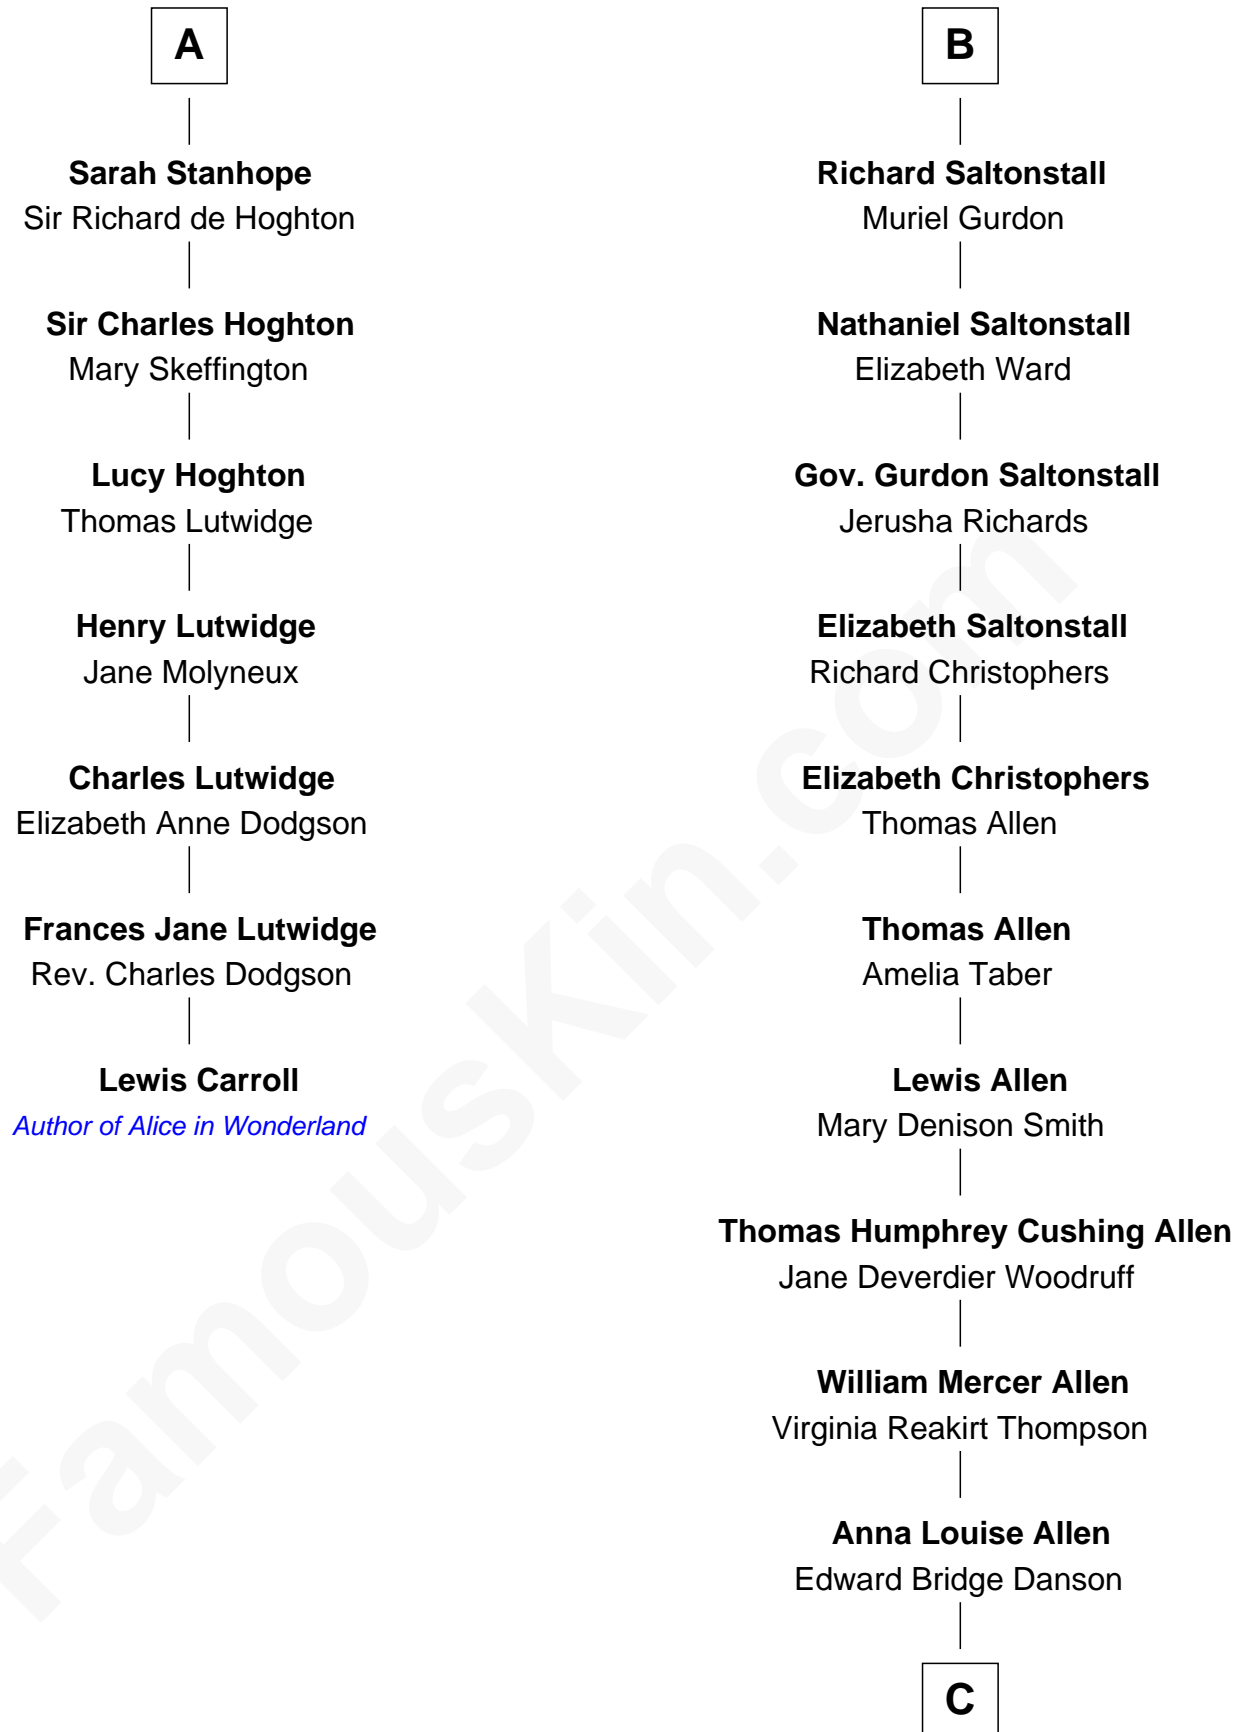 A
Sarah Stanhope
Sir Richard de Hoghton
Sir Charles Hoghton
Mary Skeffington
Lucy Hoghton
Thomas Lutwidge
Henry Lutwidge
Jane Molyneux
Charles Lutwidge
Elizabeth Anne Dodgson
Frances Jane Lutwidge
Rev. Charles Dodgson
Lewis Carroll
Author of Alice in Wonderland
B
Richard Saltonstall
Muriel Gurdon
Nathaniel Saltonstall
Elizabeth Ward
Gov. Gurdon Saltonstall
Jerusha Richards
Elizabeth Saltonstall
Richard Christophers
Elizabeth Christophers
Thomas Allen
Thomas Allen
Amelia Taber
Lewis Allen
Mary Denison Smith
Thomas Humphrey Cushing Allen
Jane Deverdier Woodruff
William Mercer Allen
Virginia Reakirt Thompson
Anna Louise Allen
Edward Bridge Danson
C
FamousKin.com